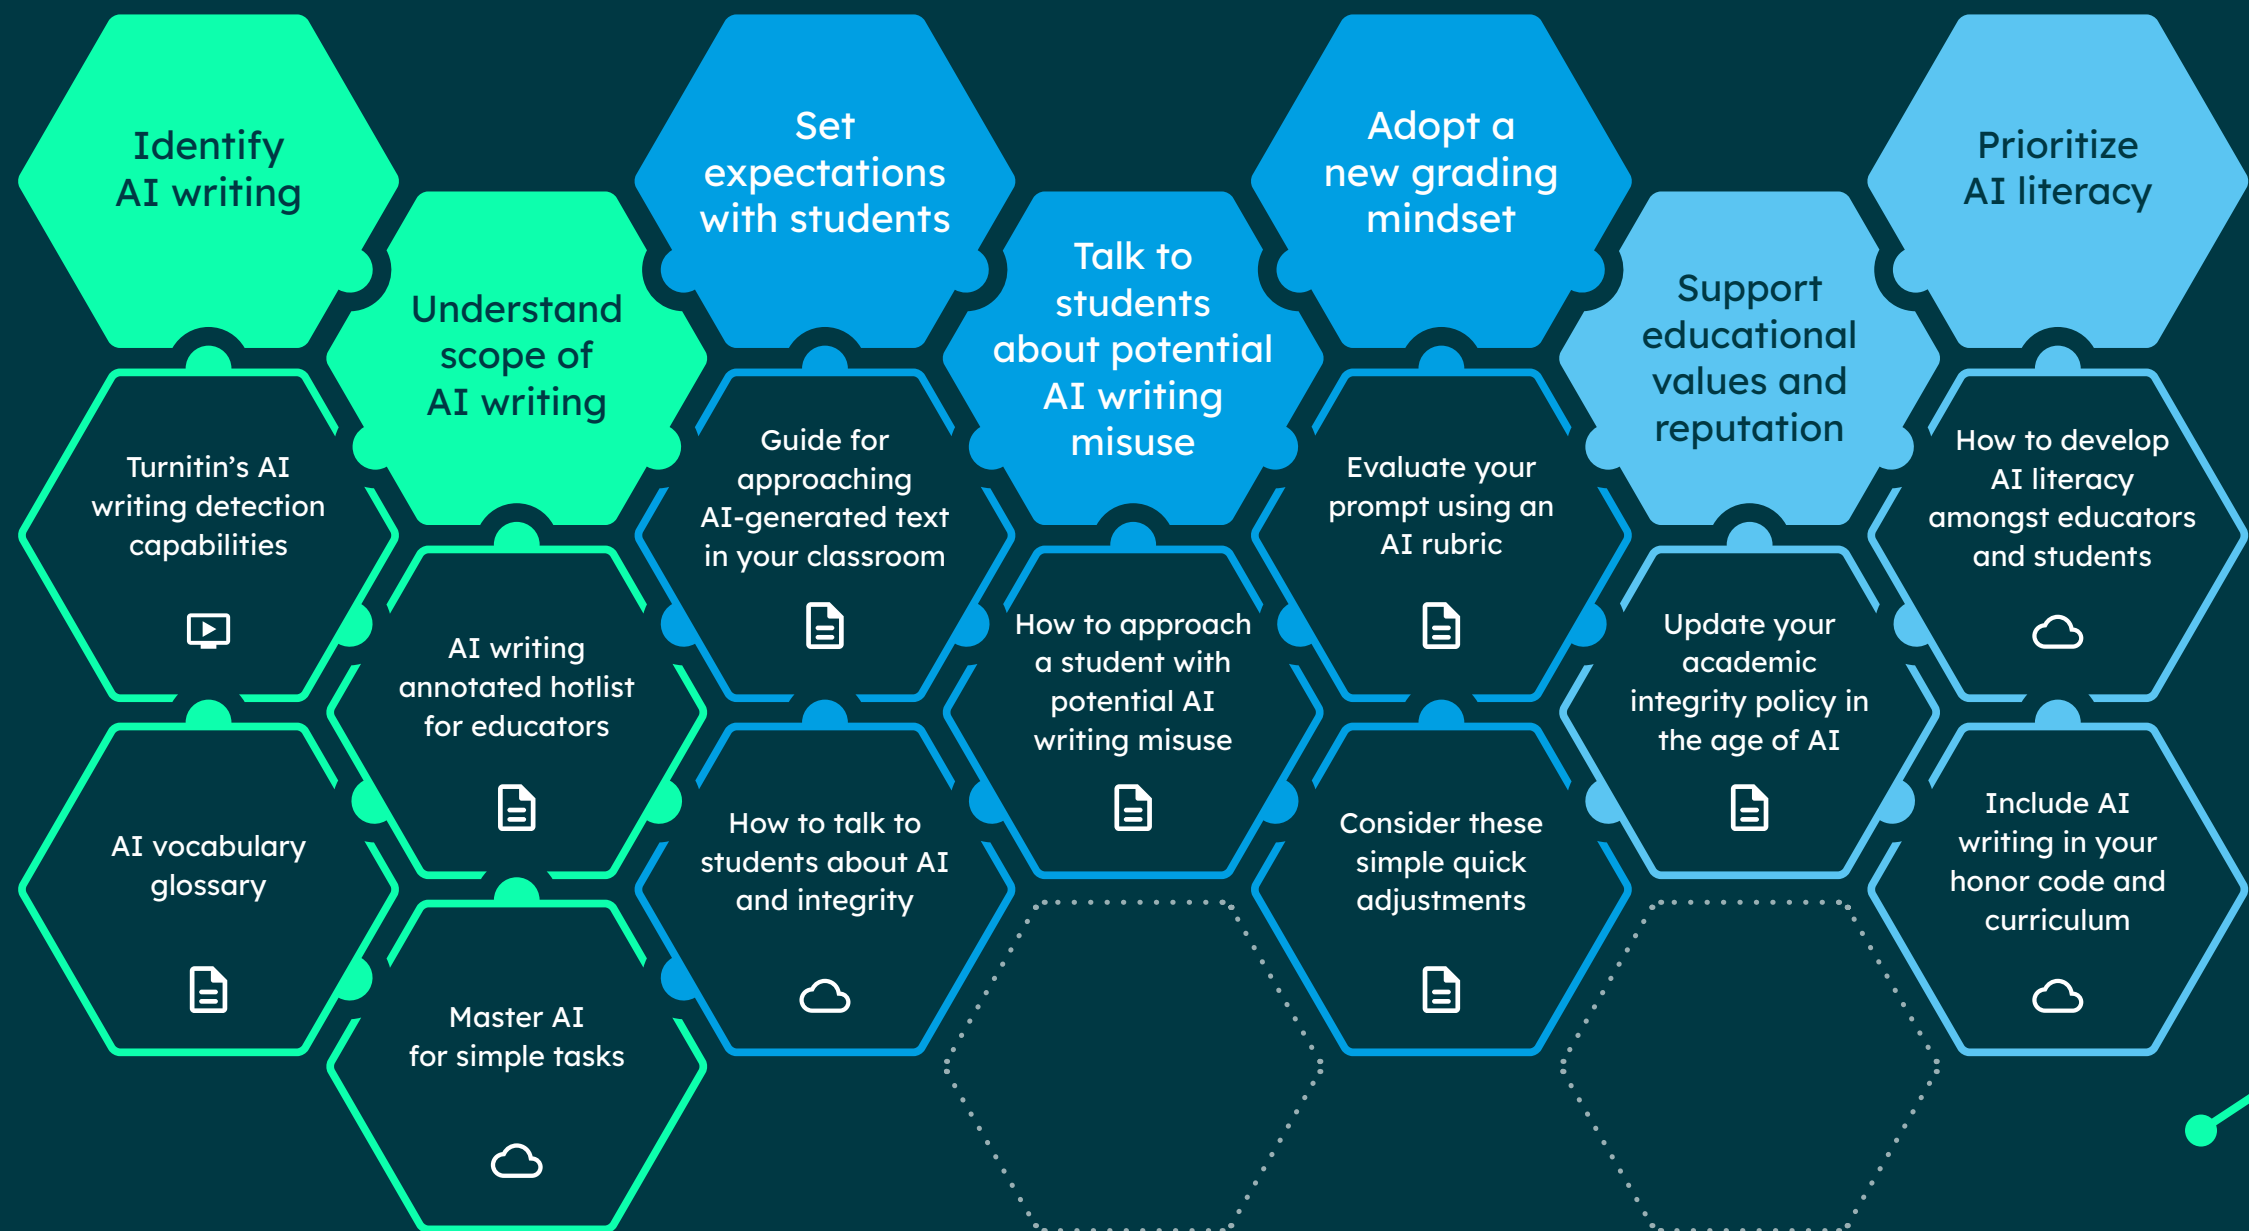 Identify
AI writing
Turnitin’s AI
writing detection
capabilities
AI vocabulary
glossary
Understand
scope of
AI writing
AI writing
annotated hotlist
for educators
Master AI
for simple tasks
Set
expectations
with students
Guide for
approaching
AI-generated text
in your classroom
How to talk to
students about AI
and integrity
Talk to
students
about potential
AI writing
misuse
How to approach
a student with
potential AI
writing misuse
Adopt a
new grading
mindset
Evaluate your
prompt using an
AI rubric
Consider these
simple quick
adjustments
Support
educational
values and
reputation
Update your
academic
integrity policy in
the age of AI
Prioritize
AI literacy
How to develop
AI literacy
amongst educators
and students
Include AI
writing in your
honor code and
curriculum